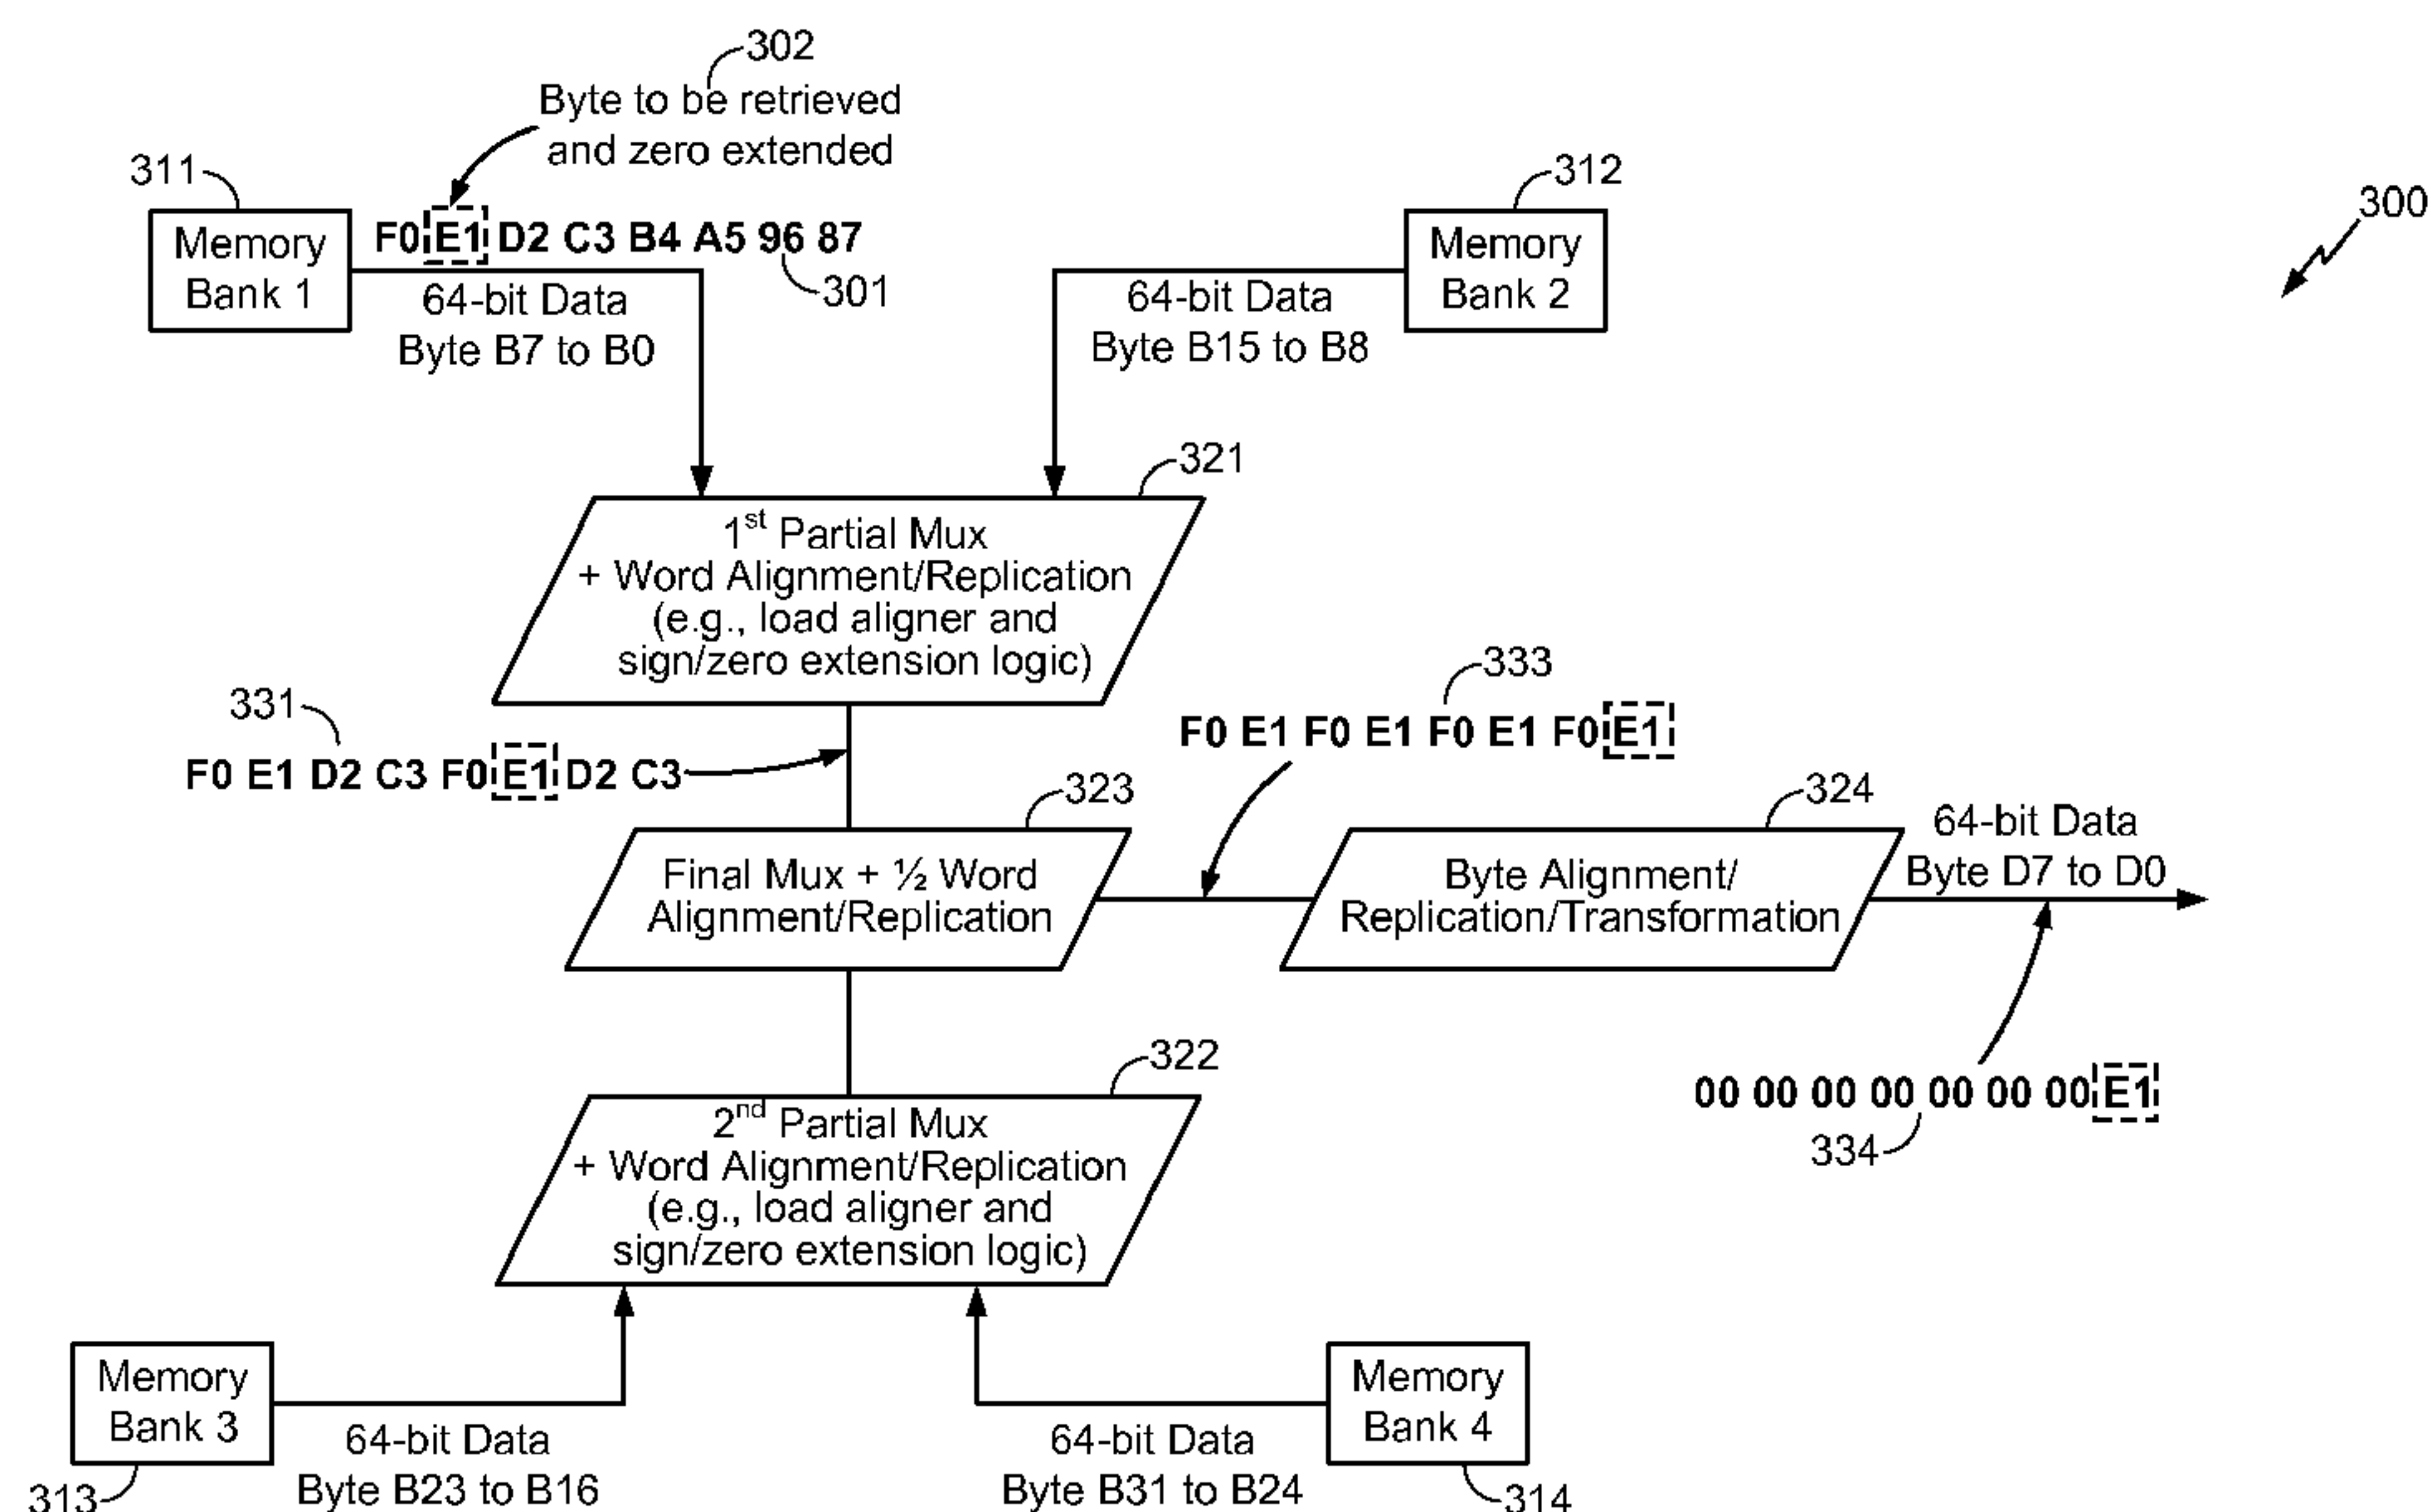 302
Byte to be retrieved
and zero extended
311
312
300
Memory
Bank 1
F0 E1 D2 C3 B4 A5 96 87
301
64-bit Data
Byte B7 to B0
64-bit Data
Byte B15 to B8
Memory
Bank 2
321
1st Partial Mux
+ Word Alignment/Replication
(e.g., load aligner and
sign/zero extension logic)
331
F0 E1 D2 C3 F0 E1 D2 C3
333
F0 E1 F0 E1 F0 E1 F0 E1
323
Final Mux + ½ Word
Alignment/Replication
324
Byte Alignment/
Replication/Transformation
64-bit Data
Byte D7 to D0
00 00 00 00 00 00 00 E1
334
322
2nd Partial Mux
+ Word Alignment/Replication
(e.g., load aligner and
sign/zero extension logic)
Memory
Bank 3
313
64-bit Data
Byte B23 to B16
64-bit Data
Byte B31 to B24
Memory
Bank 4
314